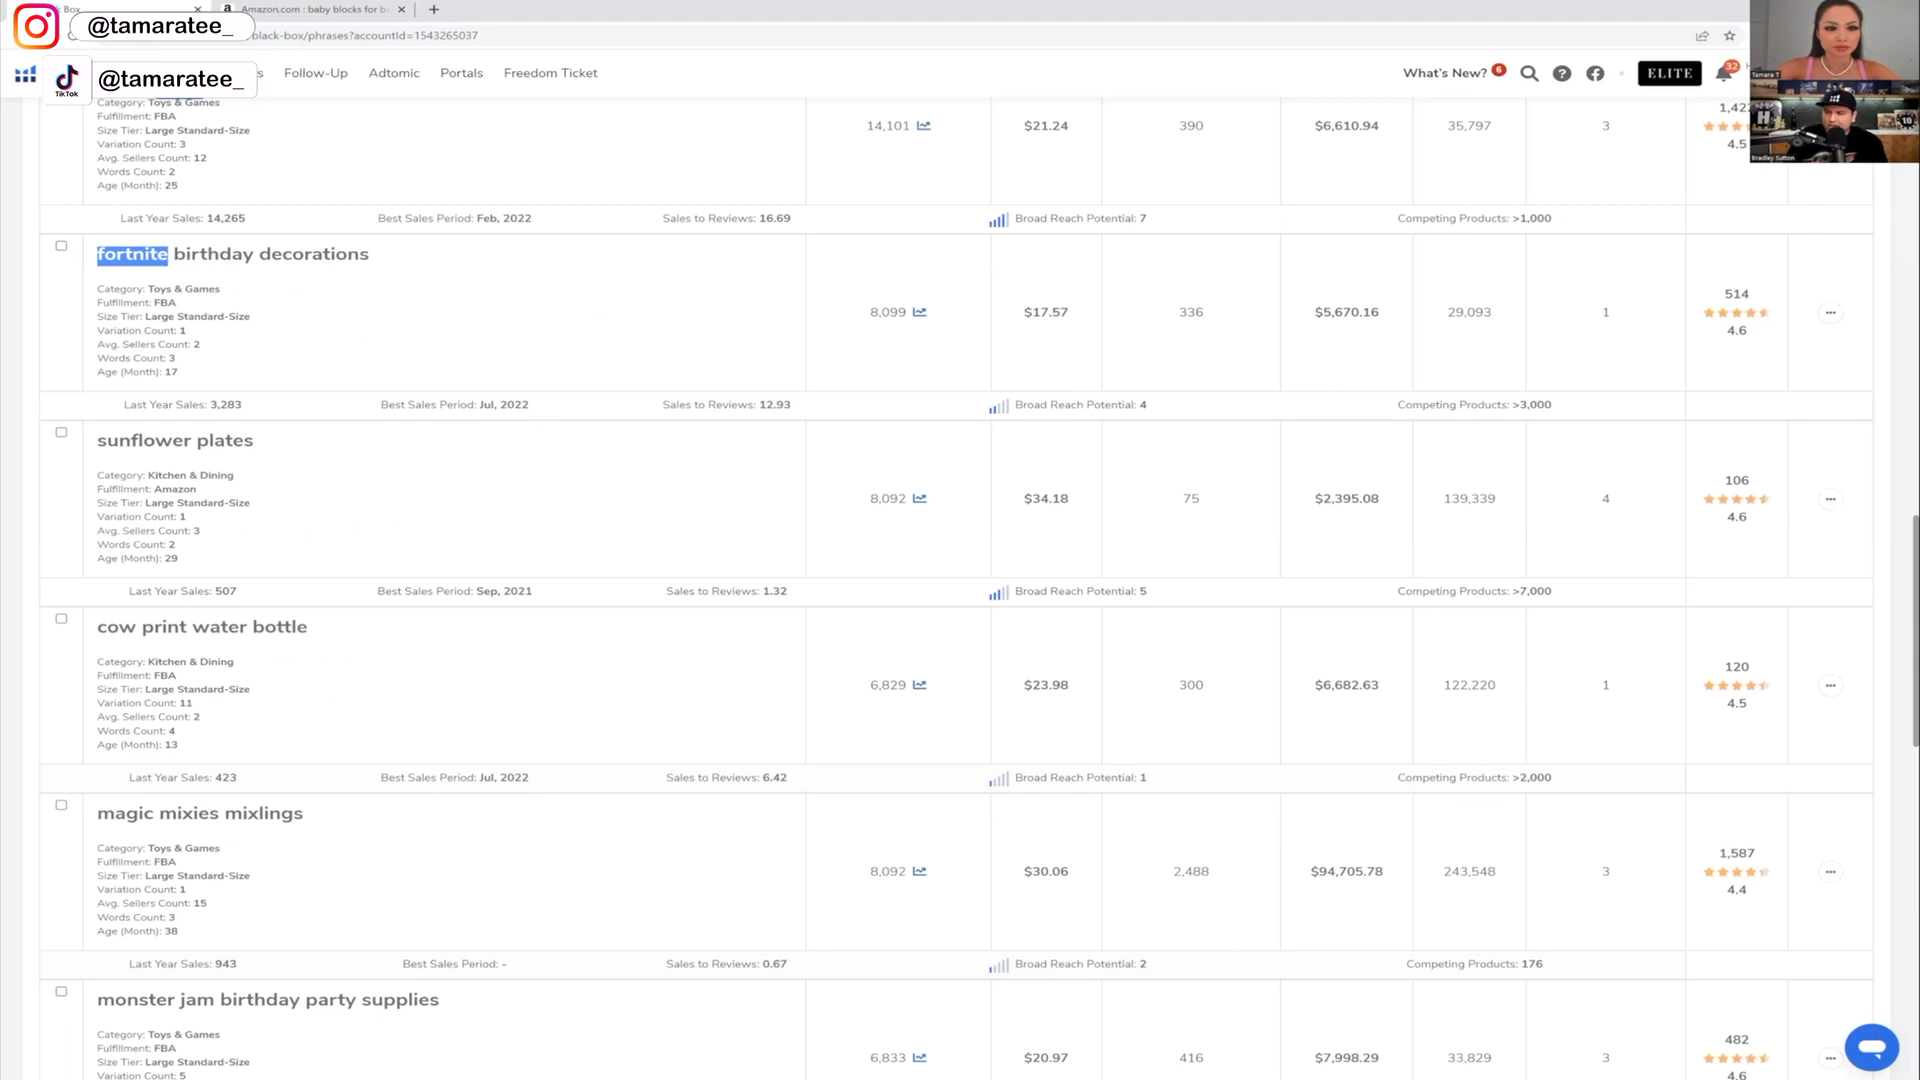 Box
Amazon.com : baby blocks for b
@tamaratee_
black-box/phrases?accountId=1543265037
TikTok
@tamaratee_
s
Follow-Up
Adtomic
Portals
Freedom Ticket
What's New?
6
ELITE
32
Tamara T
Bradley Sutton
Category: Toys & Games
Fulfillment: FBA
Size Tier: Large Standard-Size
Variation Count: 3
Avg. Sellers Count: 12
Words Count: 2
Age (Month): 25
14,101
$21.24
390
$6,610.94
35,797
3
4.5
Last Year Sales: 14,265
Best Sales Period: Feb, 2022
Sales to Reviews: 16.69
Broad Reach Potential: 7
Competing Products: >1,000
fortnite birthday decorations
Category: Toys & Games
Fulfillment: FBA
Size Tier: Large Standard-Size
Variation Count: 1
Avg. Sellers Count: 2
Words Count: 3
Age (Month): 17
8,099
$17.57
336
$5,670.16
29,093
1
514
4.6
Last Year Sales: 3,283
Best Sales Period: Jul, 2022
Sales to Reviews: 12.93
Broad Reach Potential: 4
Competing Products: >3,000
sunflower plates
Category: Kitchen & Dining
Fulfillment: Amazon
Size Tier: Large Standard-Size
Variation Count: 1
Avg. Sellers Count: 3
Words Count: 2
Age (Month): 29
8,092
$34.18
75
$2,395.08
139,339
4
106
4.6
Last Year Sales: 507
Best Sales Period: Sep, 2021
Sales to Reviews: 1.32
Broad Reach Potential: 5
Competing Products: >7,000
cow print water bottle
Category: Kitchen & Dining
Fulfillment: FBA
Size Tier: Large Standard-Size
Variation Count: 11
Avg. Sellers Count: 2
Words Count: 4
Age (Month): 13
6,829
$23.98
300
$6,682.63
122,220
1
120
4.5
Last Year Sales: 423
Best Sales Period: Jul, 2022
Sales to Reviews: 6.42
Broad Reach Potential: 1
Competing Products: >2,000
magic mixies mixlings
Category: Toys & Games
Fulfillment: FBA
Size Tier: Large Standard-Size
Variation Count: 1
Avg. Sellers Count: 15
Words Count: 3
Age (Month): 38
8,092
$30.06
2,488
$94,705.78
243,548
3
1,587
4.4
Last Year Sales: 943
Best Sales Period: -
Sales to Reviews: 0.67
Broad Reach Potential: 2
Competing Products: 176
monster jam birthday party supplies
Category: Toys & Games
Fulfillment: FBA
Size Tier: Large Standard-Size
Variation Count: 5
6,833
$20.97
416
$7,998.29
33,829
3
482
4.6